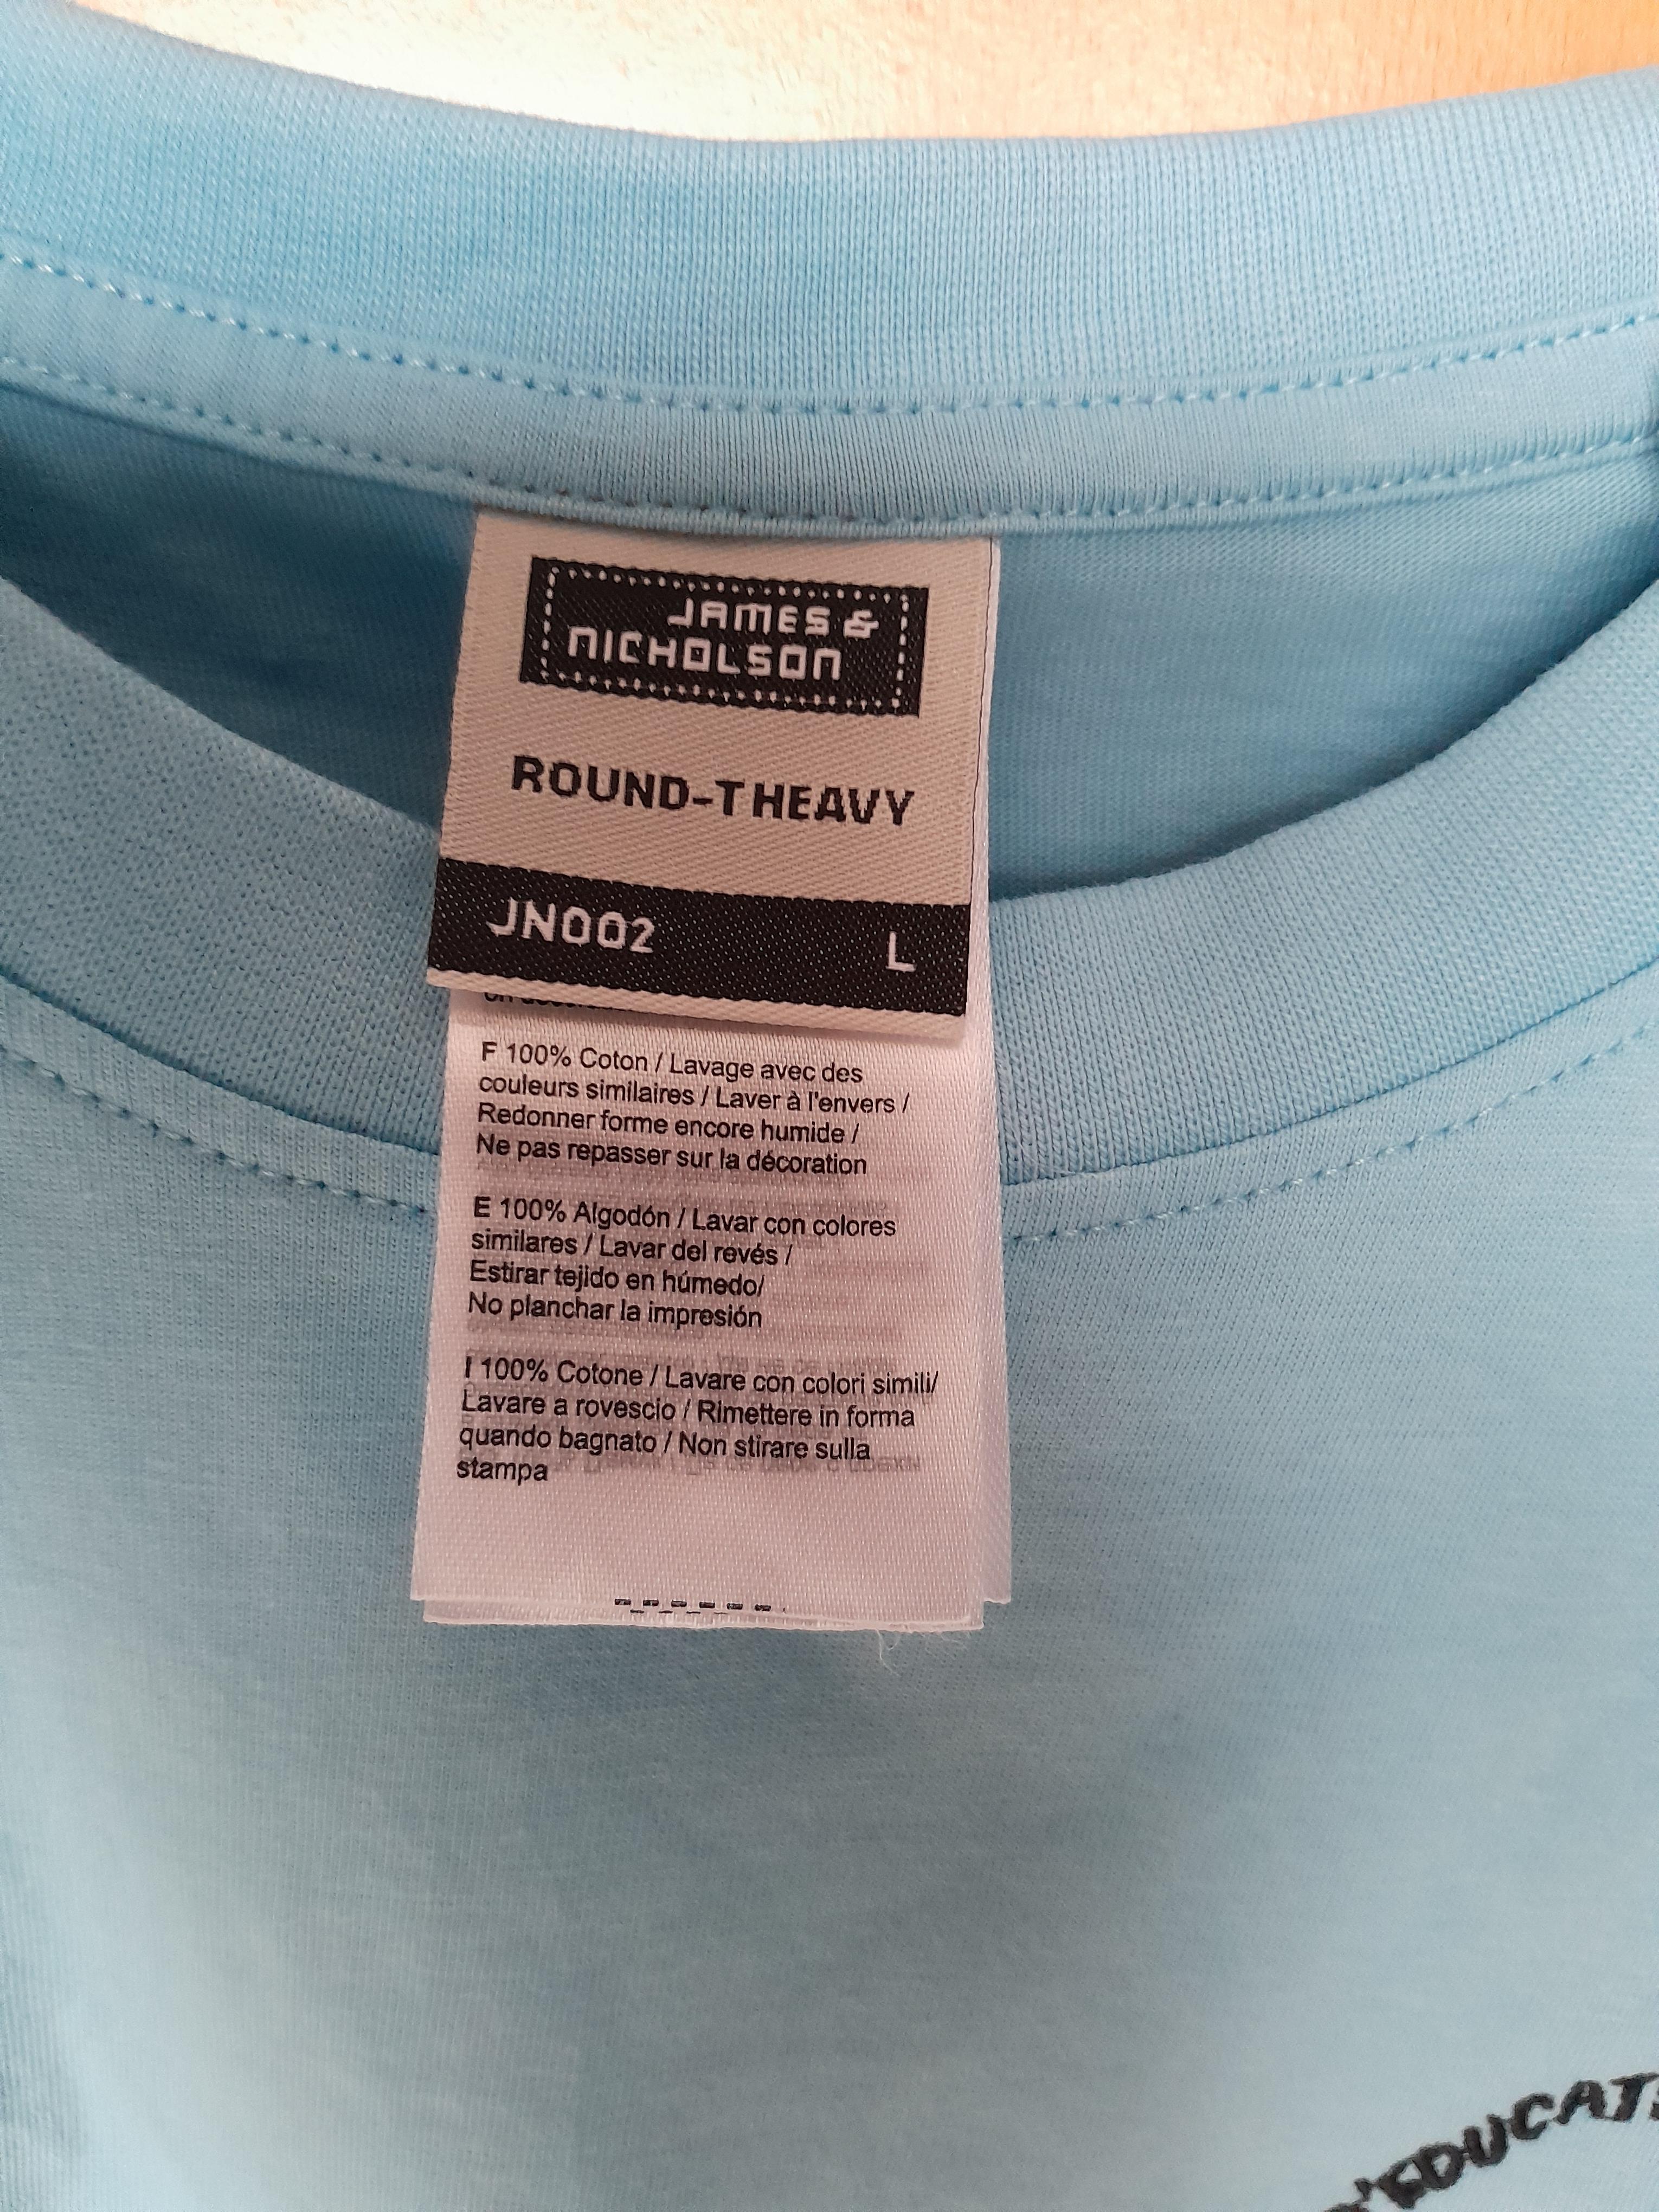 JAMES &
NICHOLSON
ROUND-T HEAVY
JN002 L
F 100% Coton / Lavage avec des
couleurs similaires / Laver à l'envers /
Redonner forme encore humide /
Ne pas repasser sur la décoration
E 100% Algodón / Lavar con colores
similares / Lavar del revés /
Estirar tejido en húmedo/
No planchar la impresión
I 100% Cotone / Lavare con colori simili/
Lavare a rovescio / Rimettere in forma
quando bagnato / Non stirare sulla
stampa